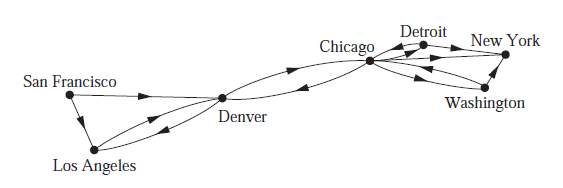 Detroit
New York
Chicago
San Francisco
Washington
Denver
Los Angeles